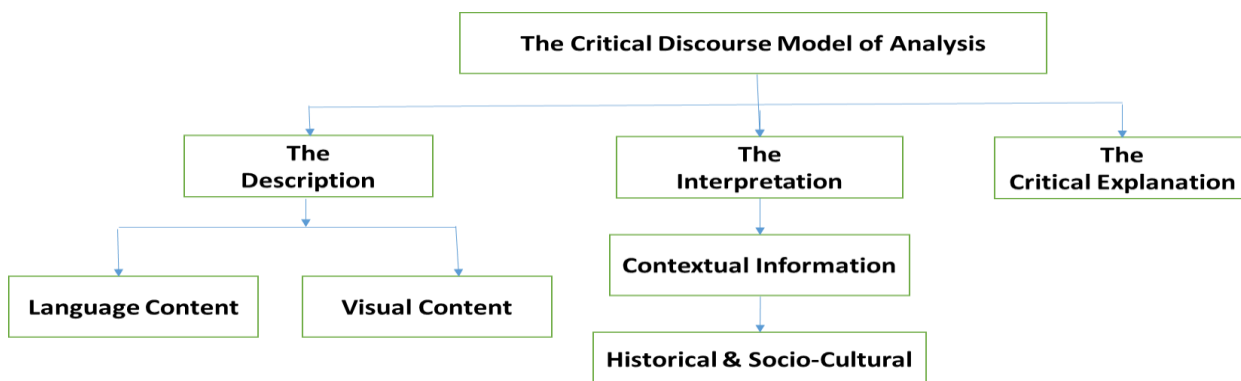 The Critical Discourse Model of Analysis
The
Description
The
Interpretation
The
Critical Explanation
Contextual Information
Language Content
Visual Content
Historical & Socio-Cultural